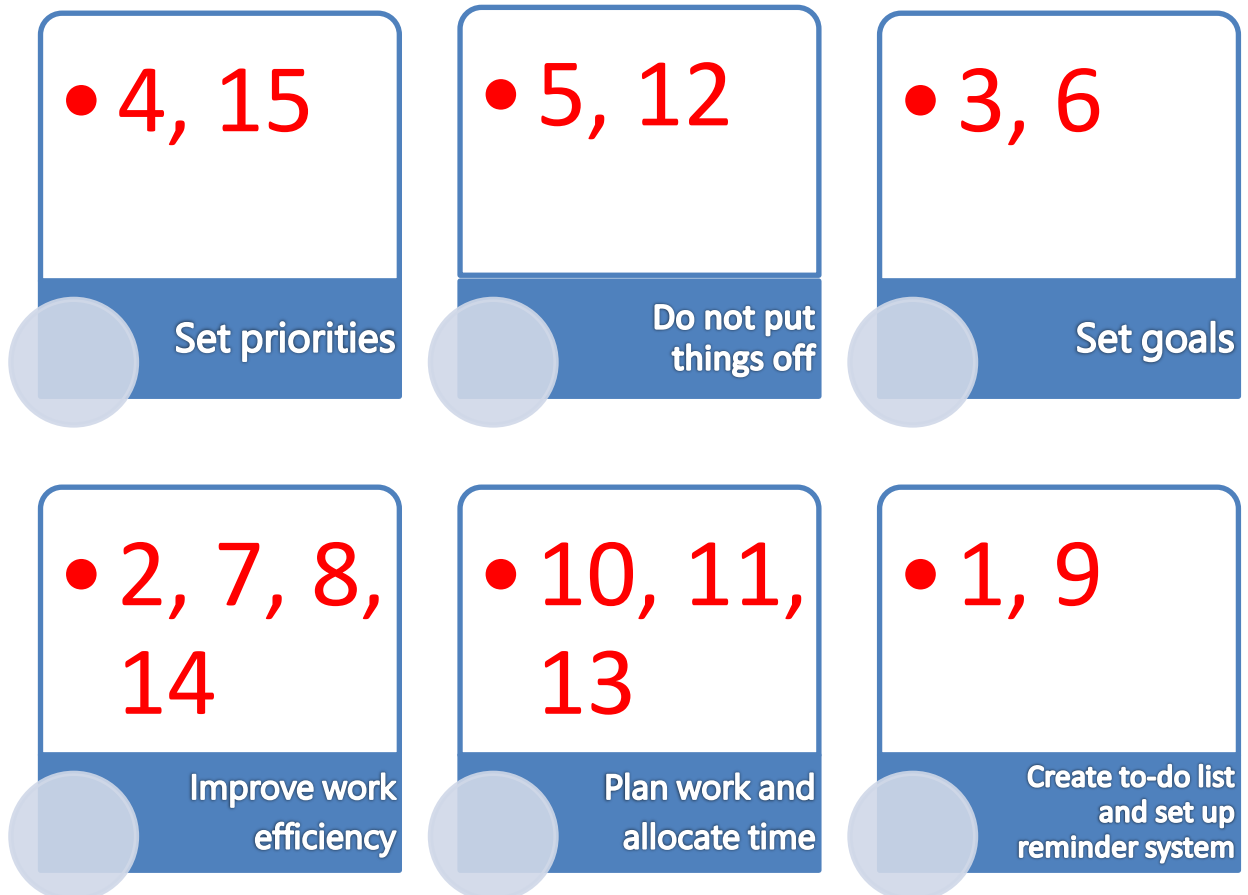 • 4, 15
Set priorities
• 5, 12
Do not put
things off
• 3, 6
Set goals
• 2, 7, 8,
14
Improve work
efficiency
• 10, 11,
13
Plan work and
allocate time
• 1, 9
Create to-do list
and set up
reminder system